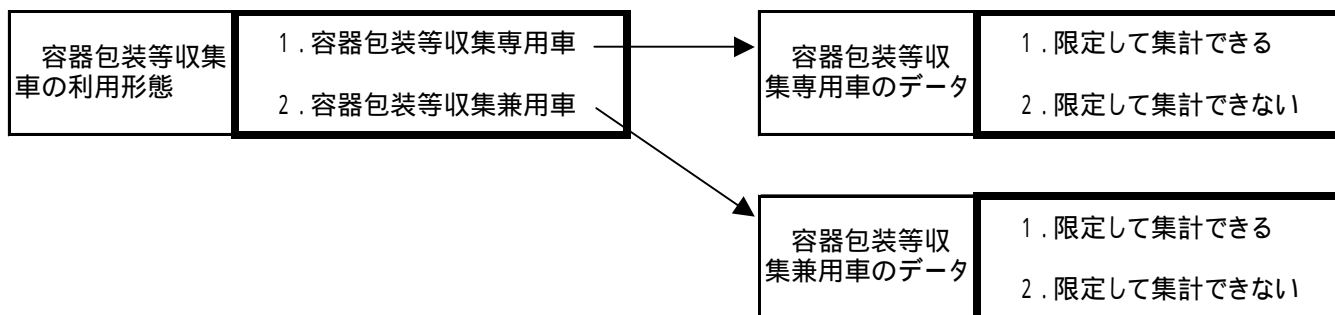 容器包装等収集
車の利用形態
１．容器包装等収集専用車
２．容器包装等収集兼用車
容器包装等収
集専用車のデータ
１．限定して集計できる
２．限定して集計できない
容器包装等収
集兼用車のデータ
１．限定して集計できる
２．限定して集計できない